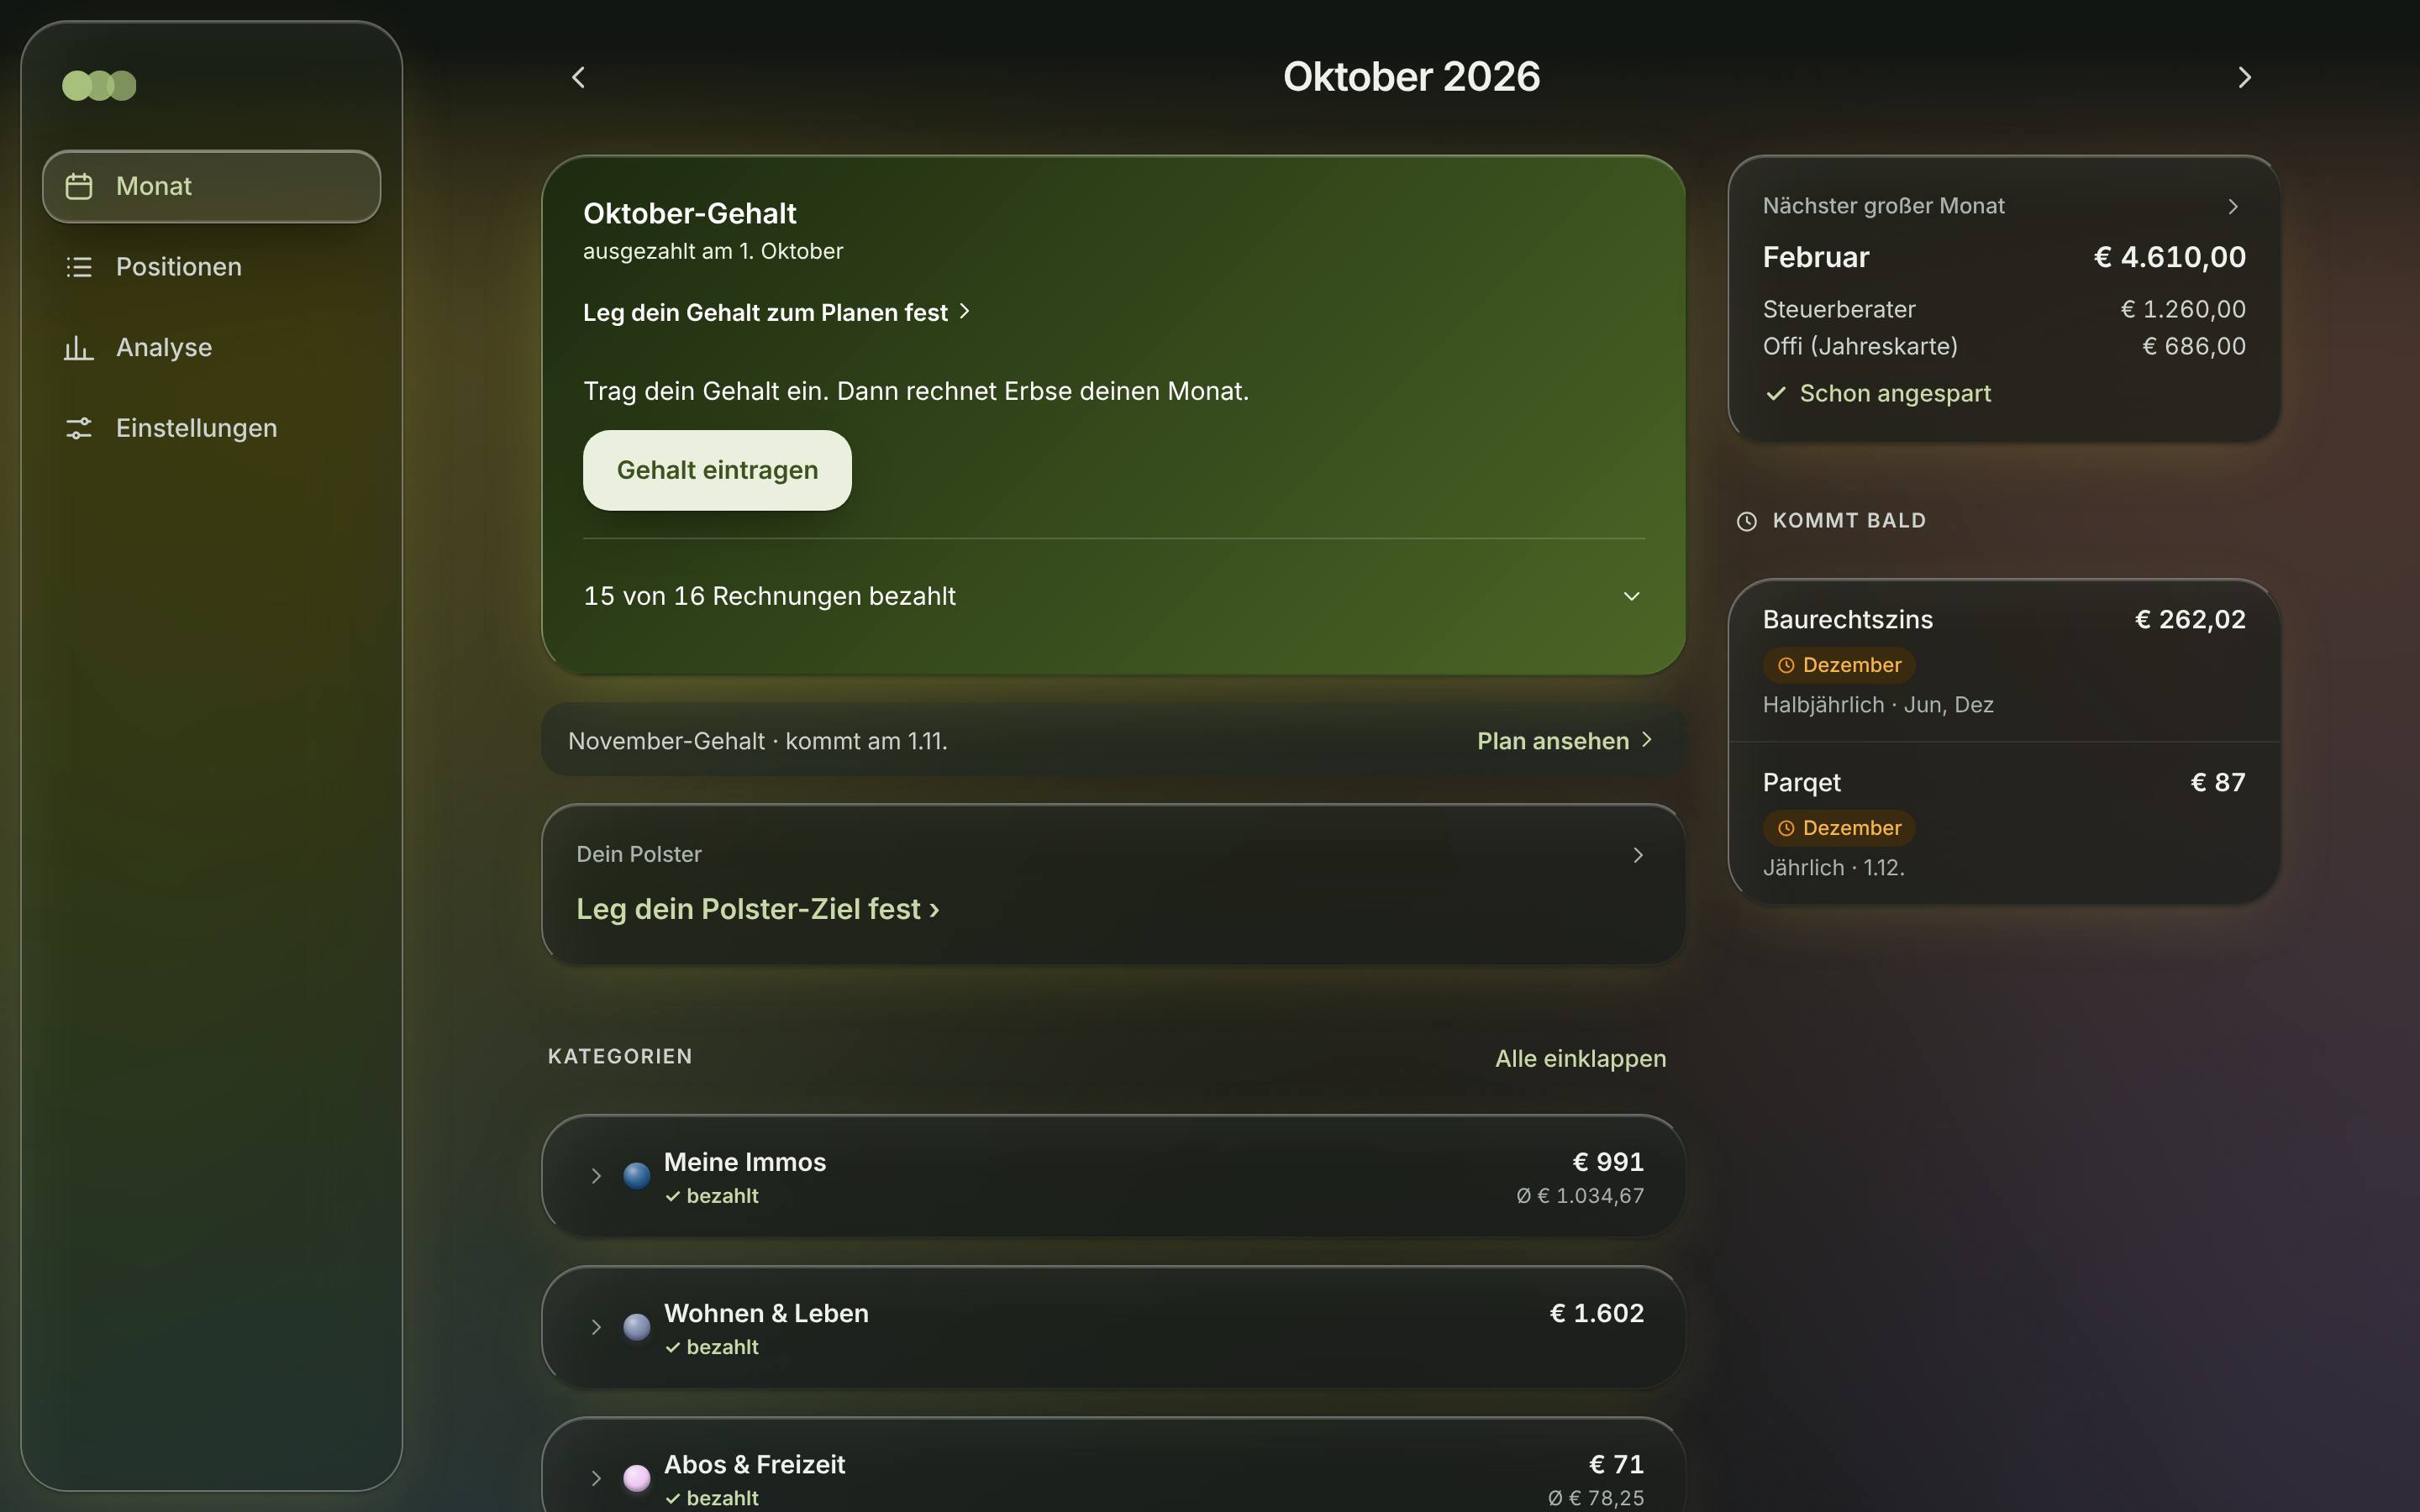 Monat
Positionen
Analyse
Einstellungen
Oktober 2026
Oktober-Gehalt
ausgezahlt am 1. Oktober
Leg dein Gehalt zum Planen fest
Trag dein Gehalt ein. Dann rechnet Erbse deinen Monat.
Gehalt eintragen
15 von 16 Rechnungen bezahlt
November-Gehalt · kommt am 1.11.
Plan ansehen
Dein Polster
Leg dein Polster-Ziel fest ›
KATEGORIEN
Alle einklappen
Meine Immos € 991
✓ bezahlt Ø € 1.034,67
Wohnen & Leben € 1.602
✓ bezahlt
Abos & Freizeit € 71
✓ bezahlt Ø € 78,25
Nächster großer Monat
Februar € 4.610,00
Steuerberater € 1.260,00
Offi (Jahreskarte) € 686,00
✓ Schon angespart
KOMMT BALD
Baurechtszins € 262,02
Dezember
Halbjährlich · Jun, Dez
Parqet € 87
Dezember
Jährlich · 1.12.